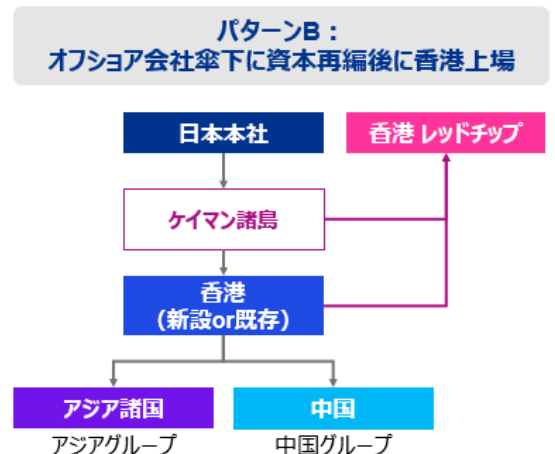 パターンB：
オフショア会社傘下に資本再編後に香港上場
日本本社
香港 レッドチップ
ケイマン諸島
香港
（新設or既存）
アジア諸国
中国
アジアグループ
中国グループ